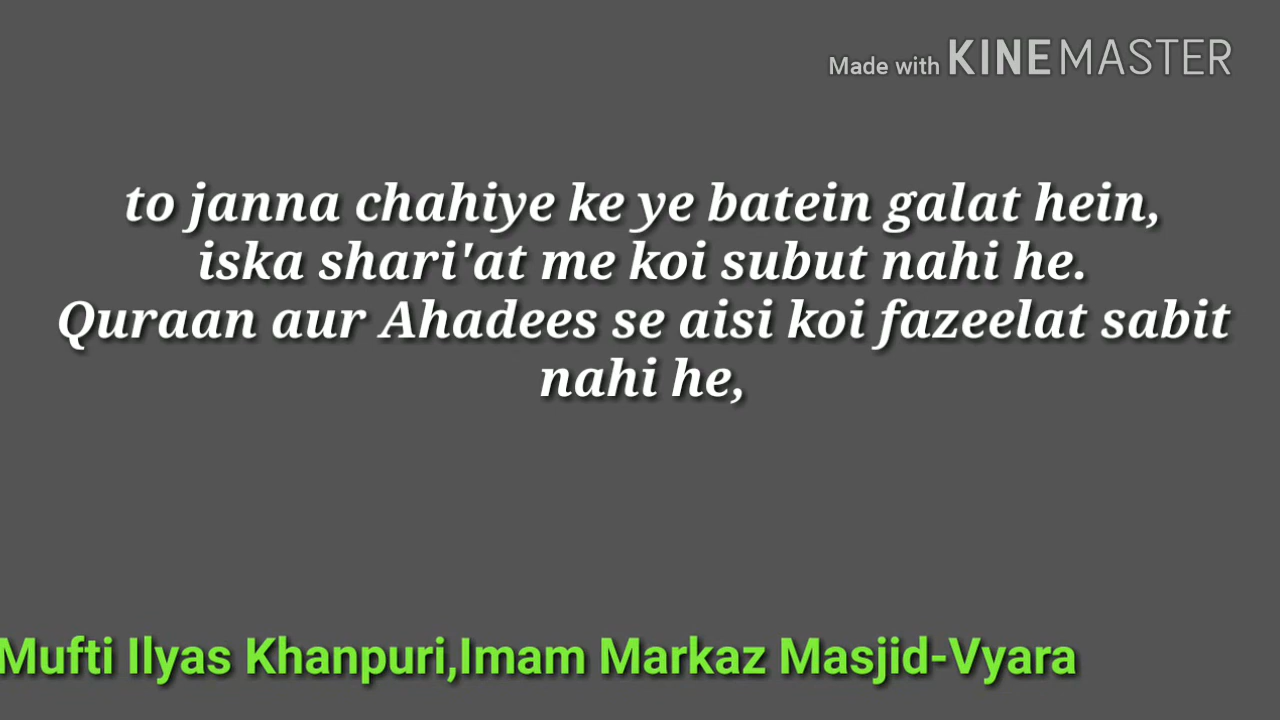 Made with KINEMASTER
to janna chahiye ke ye batein galat hein,
iska shari'at me koi subut nahi he.
Quraan aur Ahadees se aisi koi fazeelat sabit
nahi he,
Mufti Ilyas Khanpuri,Imam Markaz Masjid-Vyara